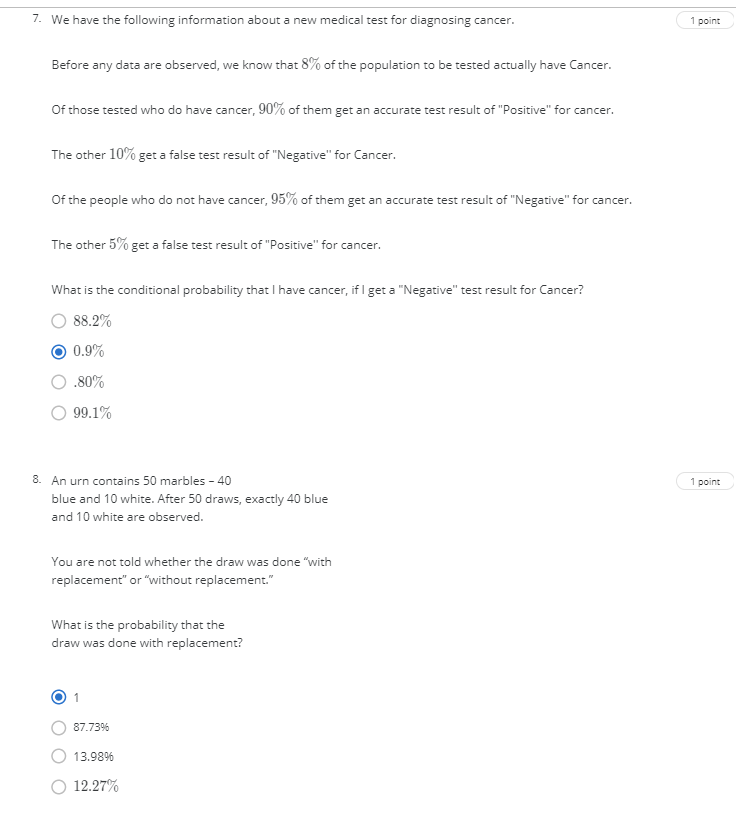 7. We have the following information about a new medical test for diagnosing cancer.
1 point
Before any data are observed, we know that 8% of the population to be tested actually have Cancer.
Of those tested who do have cancer, 90% of them get an accurate test result of "Positive" for cancer.
The other 10% get a false test result of "Negative" for Cancer.
Of the people who do not have cancer, 95% of them get an accurate test result of "Negative" for cancer.
The other 5% get a false test result of "Positive" for cancer.
What is the conditional probability that I have cancer, if I get a "Negative" test result for Cancer?
88.2%
0.9%
.80%
99.1%
8. An urn contains 50 marbles – 40
1 point
blue and 10 white. After 50 draws, exactly 40 blue
and 10 white are observed.
You are not told whether the draw was done “with
replacement” or “without replacement.”
What is the probability that the
draw was done with replacement?
1
87.73%
13.98%
12.27%